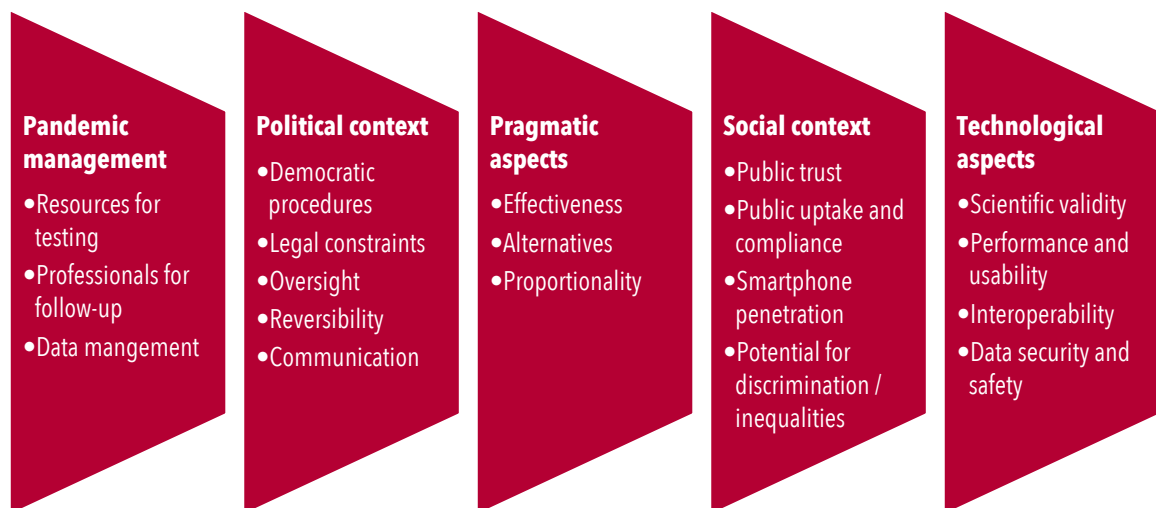 Pandemic
management
•Resources for
testing
•Professionals for
follow-up
•Data mangement
Political context
•Democratic
procedures
•Legal constraints
•Oversight
•Reversibility
•Communication
Pragmatic
aspects
•Effectiveness
•Alternatives
•Proportionality
Social context
•Public trust
•Public uptake and
compliance
•Smartphone
penetration
•Potential for
discrimination /
inequalities
Technological
aspects
•Scientific validity
•Performance and
usability
•Interoperability
•Data security and
safety